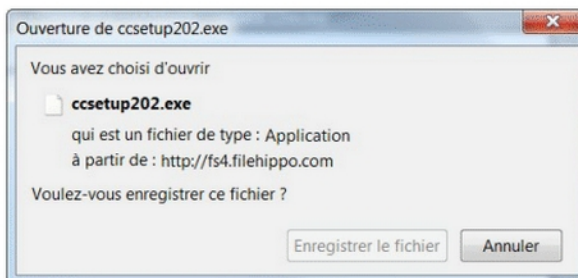 Ouverture de ccsetup202.exe
Vous avez choisi d'ouvrir
ccsetup202.exe
qui est un fichier de type : Application
à partir de : http://fs4.filehippo.com
Voulez-vous enregistrer ce fichier ?
Enregistrer le fichier
Annuler